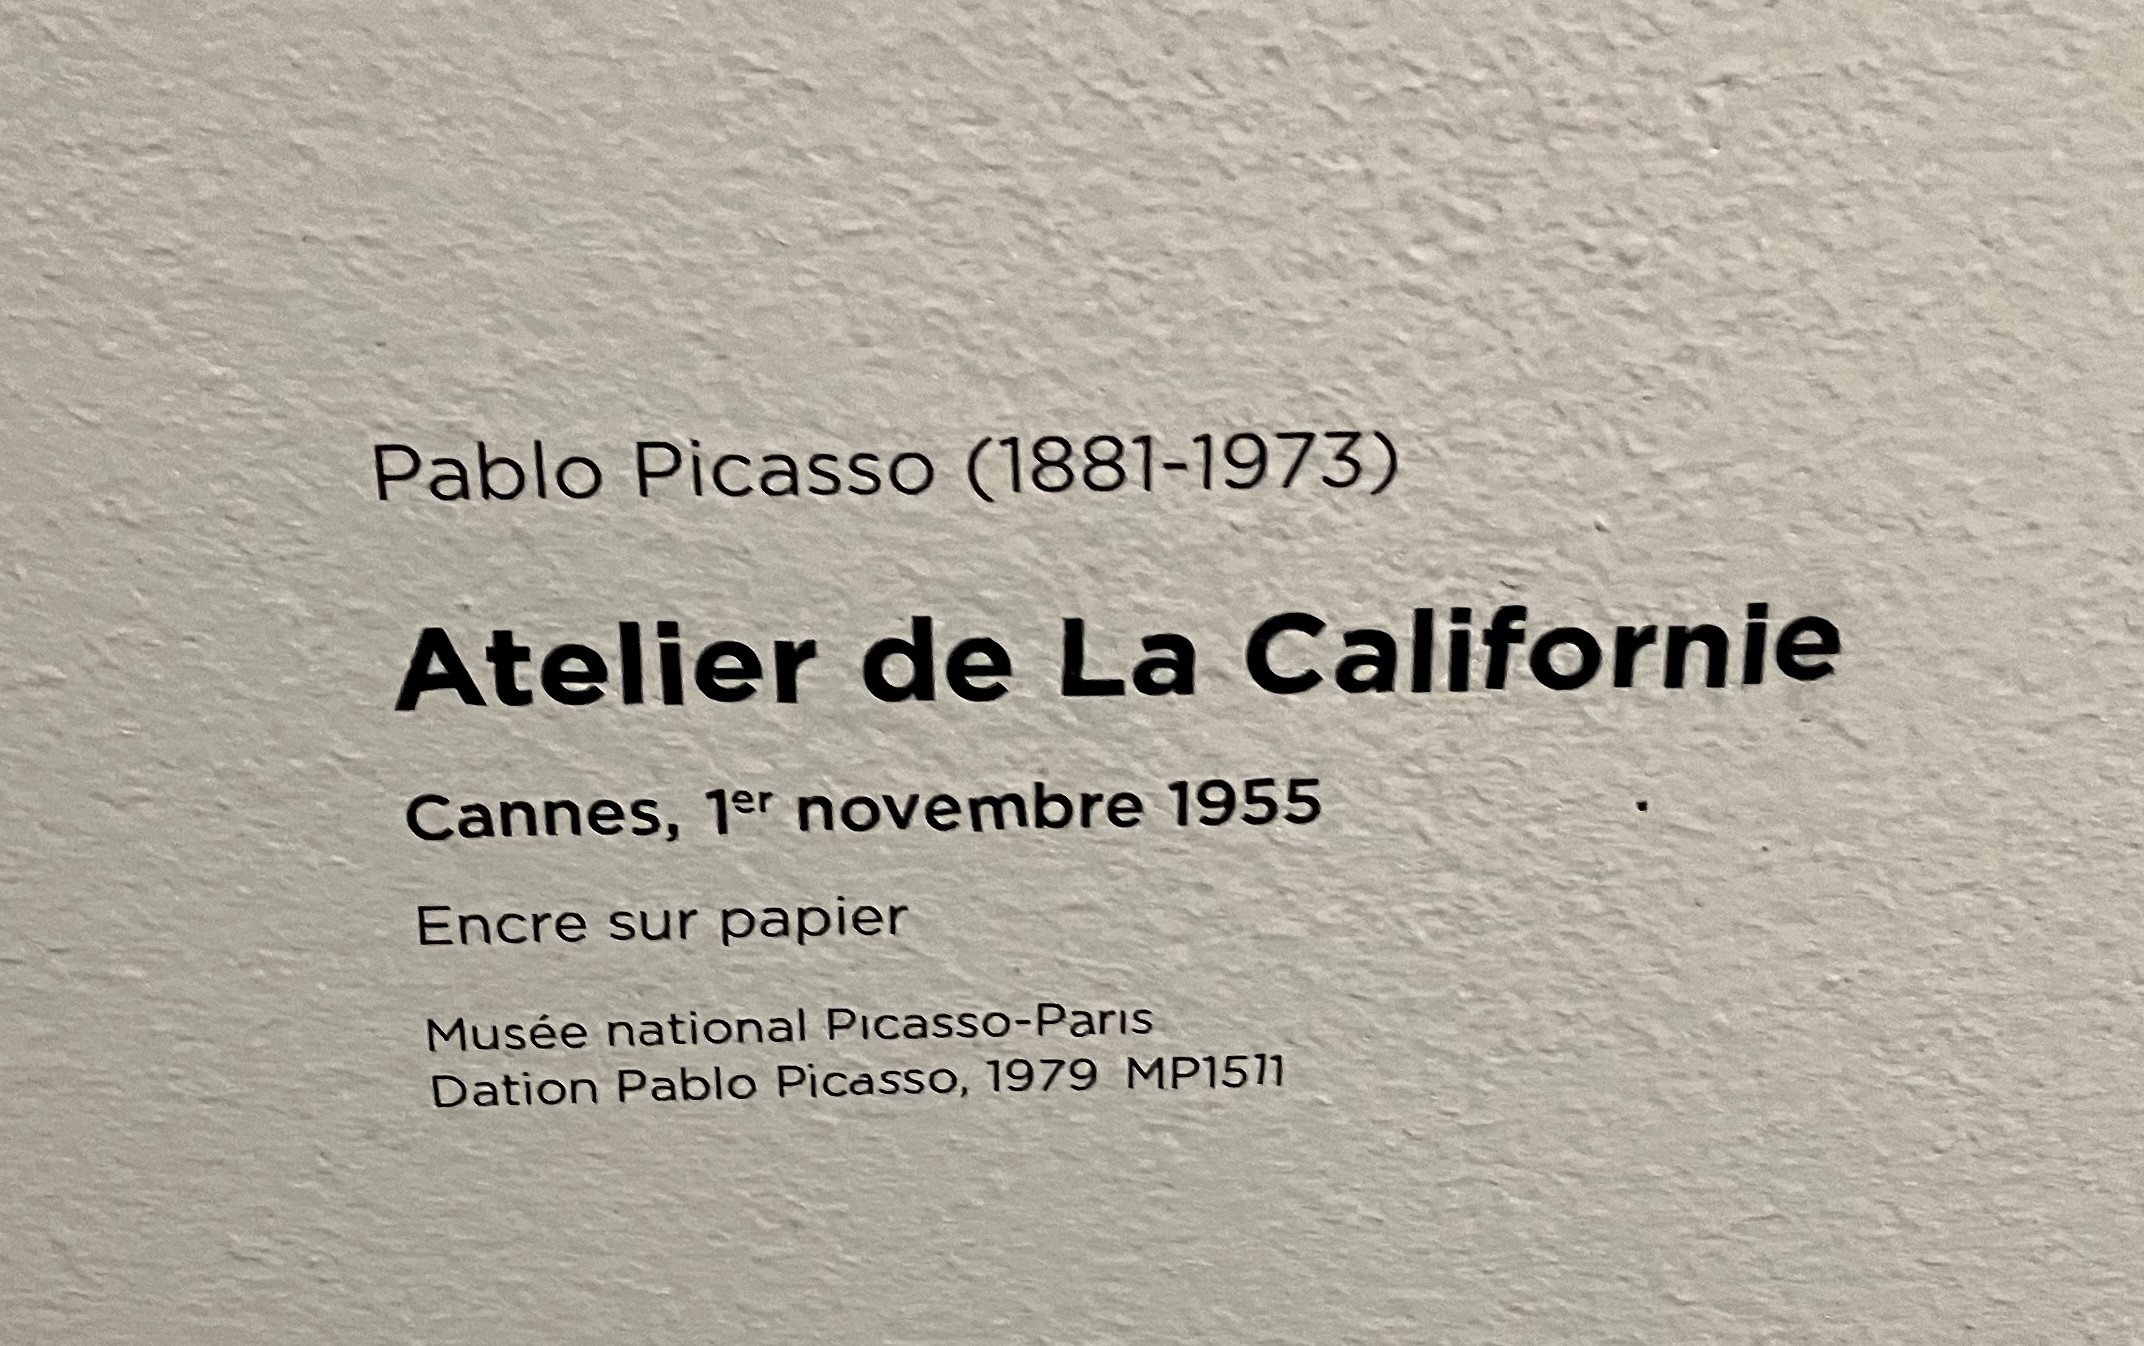 Pablo Picasso (1881-1973)
Atelier de La Californie
Cannes, 1er novembre 1955
Encre sur papier
Musée national Picasso-Paris
Dation Pablo Picasso, 1979 MP1511